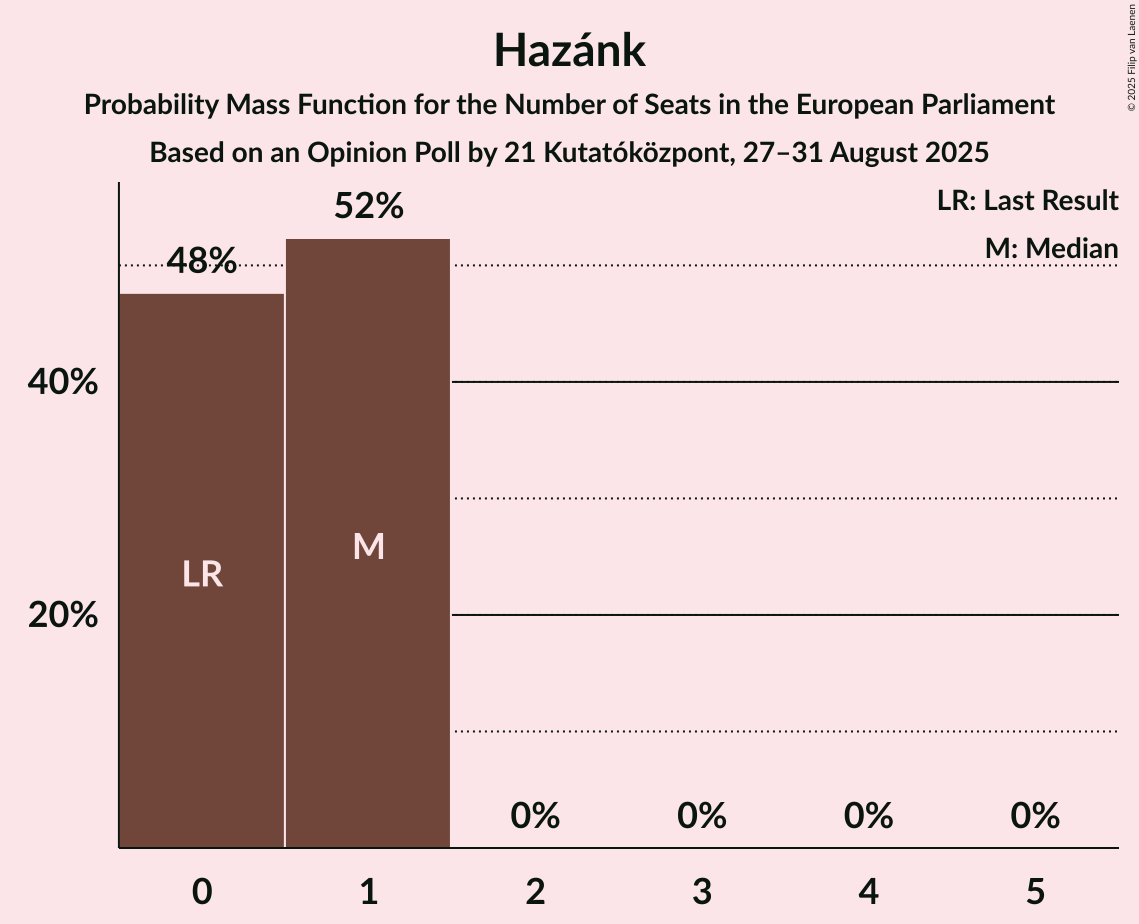 Hazánk
Probability Mass Function for the Number of Seats in the European Parliament
Based on an Opinion Poll by 21 Kutatóközpont, 27–31 August 2025
© 2025 Filip van Laenen
LR: Last Result
M: Median
52%
48%
40%
20%
LR
M
0%
0%
0%
0%
0
1
2
3
4
5